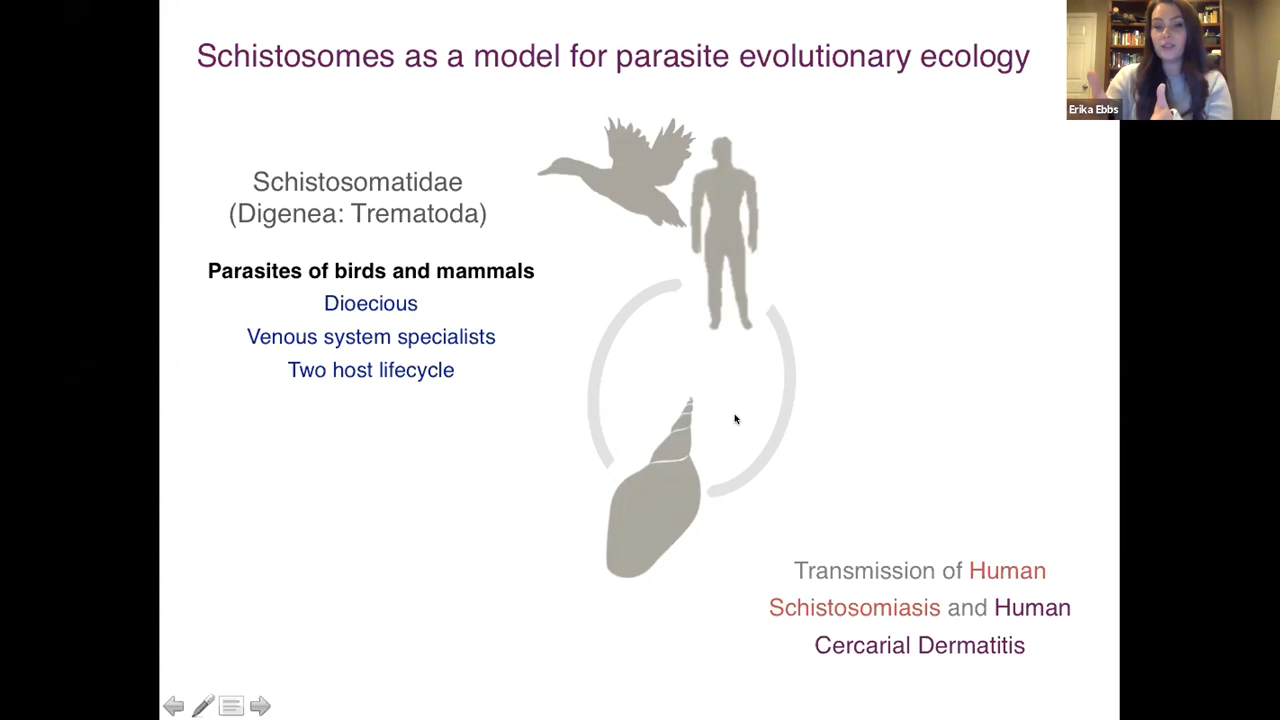 Schistosomes as a model for parasite evolutionary ecology
Erika Ebbs
Schistosomatidae
(Digenea: Trematoda)
Parasites of birds and mammals
Dioecious
Venous system specialists
Two host lifecycle
Transmission of Human
Schistosomiasis and Human
Cercarial Dermatitis